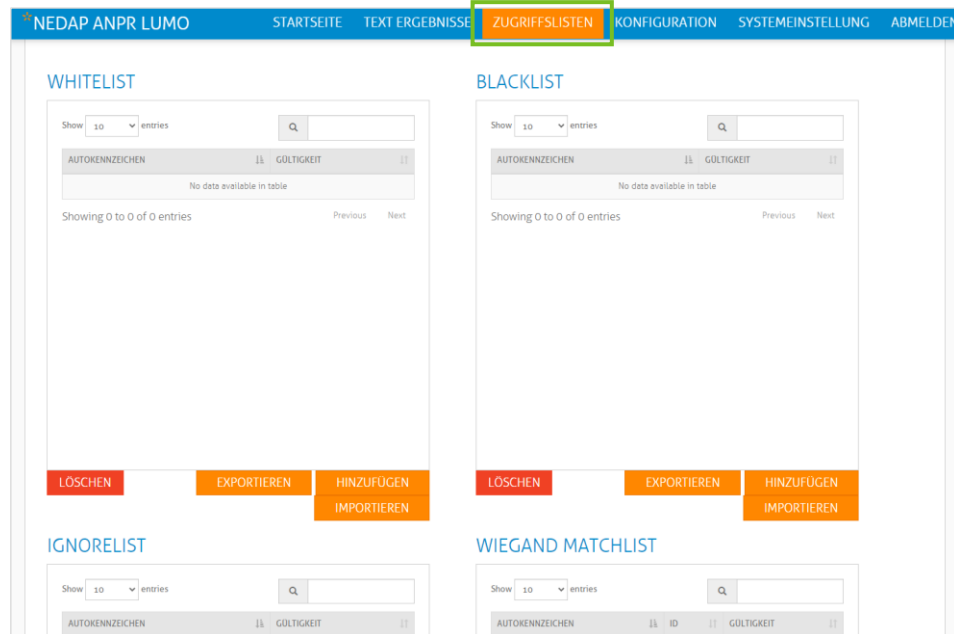 NEDAP ANPR LUMO STARTSEITE TEXT ERGEBNISSE ZUGRIFFSLISTEN KONFIGURATION SYSTEMEINSTELLUNG ABMELDEN
WHITELIST
Show 10 entries
AUTOKENNZEICHEN GÜLTIGKEIT
No data available in table
Showing 0 to 0 of 0 entries Previous Next
LÖSCHEN EXPORTIEREN HINZUFÜGEN
IMPORTIEREN
BLACKLIST
Show 10 entries
AUTOKENNZEICHEN GÜLTIGKEIT
No data available in table
Showing 0 to 0 of 0 entries Previous Next
LÖSCHEN EXPORTIEREN HINZUFÜGEN
IMPORTIEREN
IGNORELIST
Show 10 entries
AUTOKENNZEICHEN GÜLTIGKEIT
WIEGAND MATCHLIST
Show 10 entries
AUTOKENNZEICHEN ID GÜLTIGKEIT